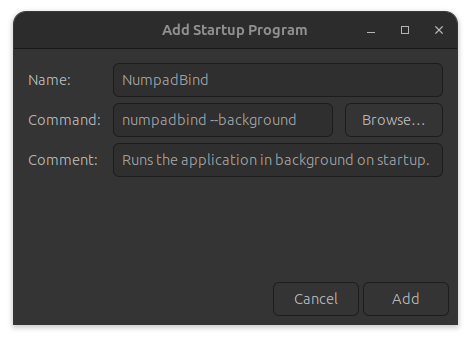 Add Startup Program
Name: NumpadBind
Command: numpadbind --background Browse...
Comment: Runs the application in background on startup.
Cancel Add